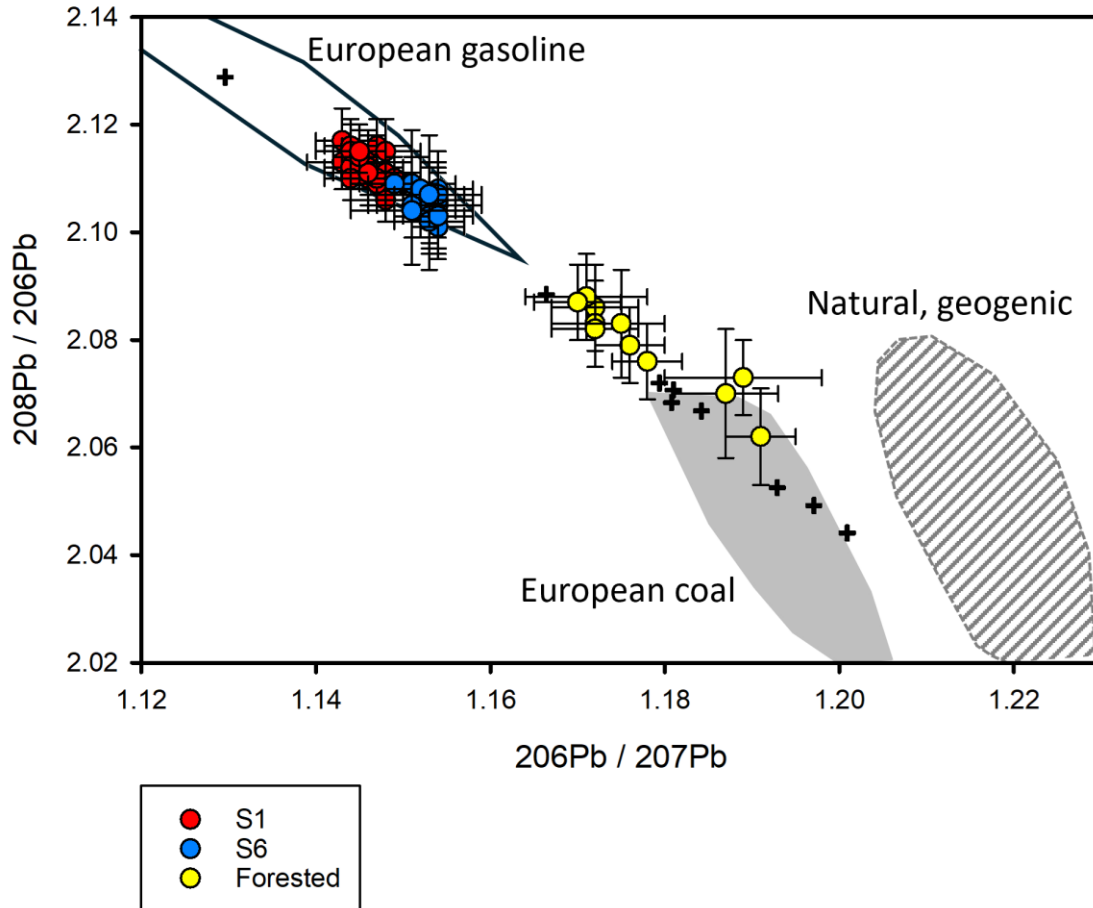 2.14
European gasoline
2.12
2.10
2.08
Natural, geogenic
2.06
2.04
European coal
2.02
1.12 1.14 1.16 1.18 1.20 1.22
208Pb / 206Pb
206Pb / 207Pb
S1
S6
Forested